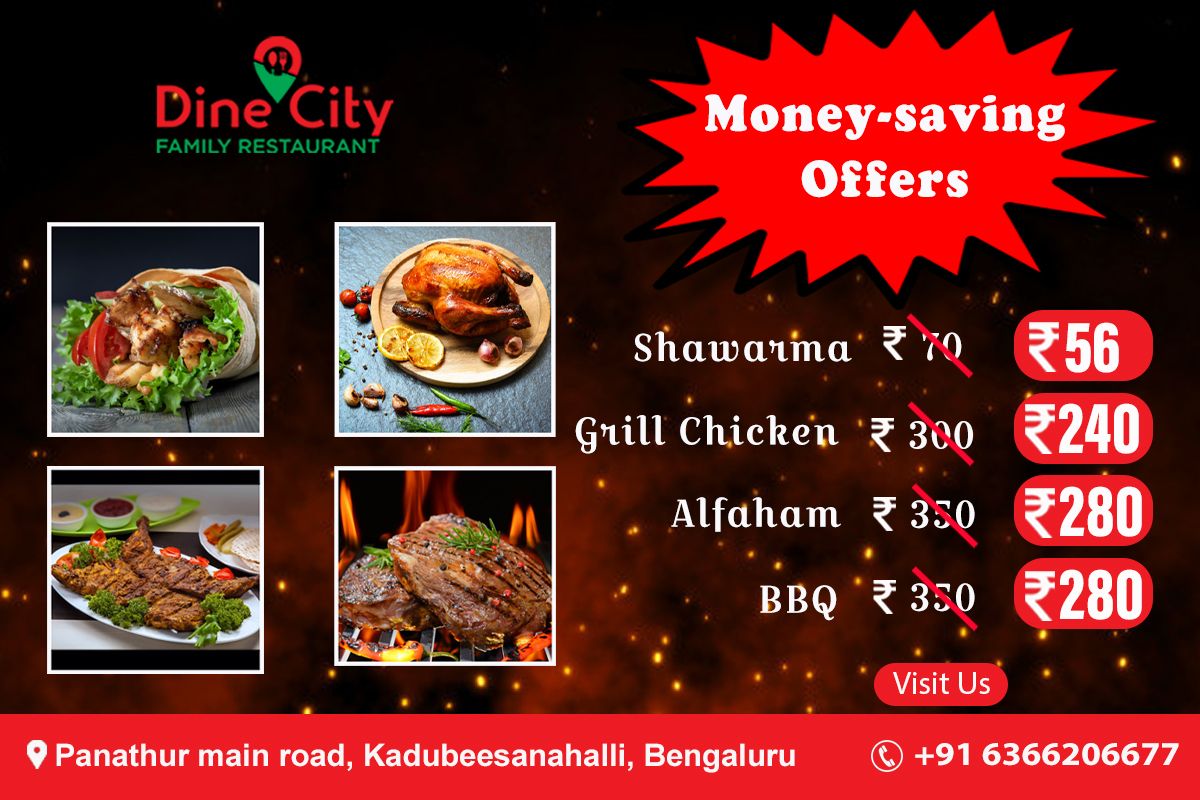 Dine City
FAMILY RESTAURANT
Money-saving
Offers
Shawarma ₹ 70 ₹56
Grill Chicken ₹ 300 ₹240
Alfaham ₹ 350 ₹280
BBQ ₹ 350 ₹280
Visit Us
Panathur main road, Kadubeesanahalli, Bengaluru
+91 6366206677